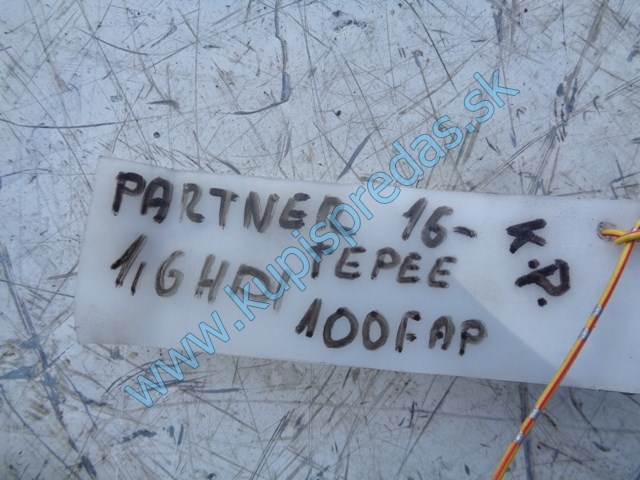 PARTNER 16-
TEPEE
1,6HDI
100FAP
K.P.
www.kupispredas.sk